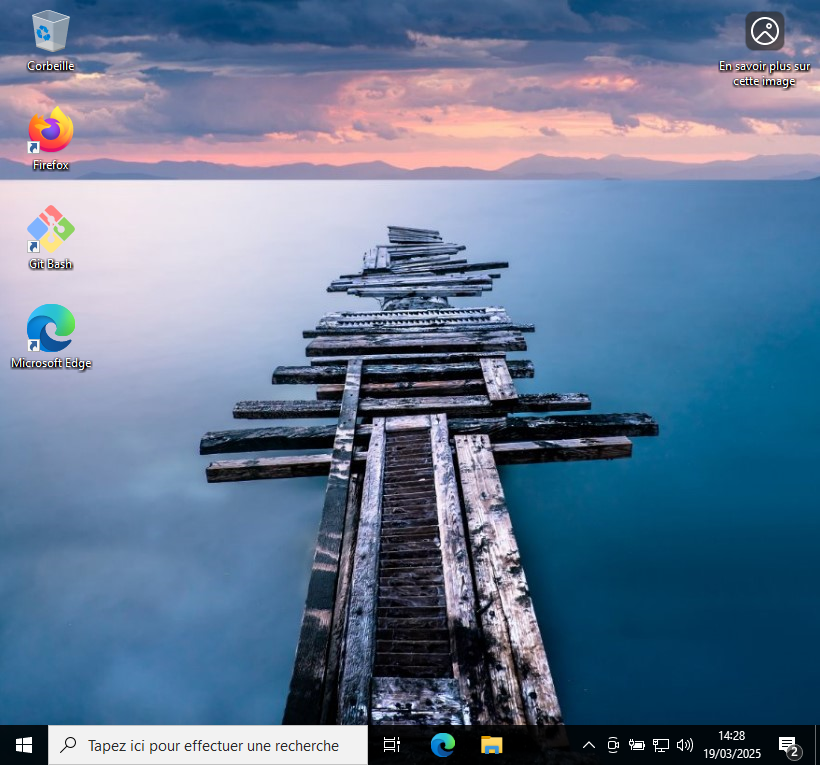 Corbeille
En savoir plus sur
cette image
Firefox
Git Bash
Microsoft Edge
Tapez ici pour effectuer une recherche
14:28
19/03/2025
2